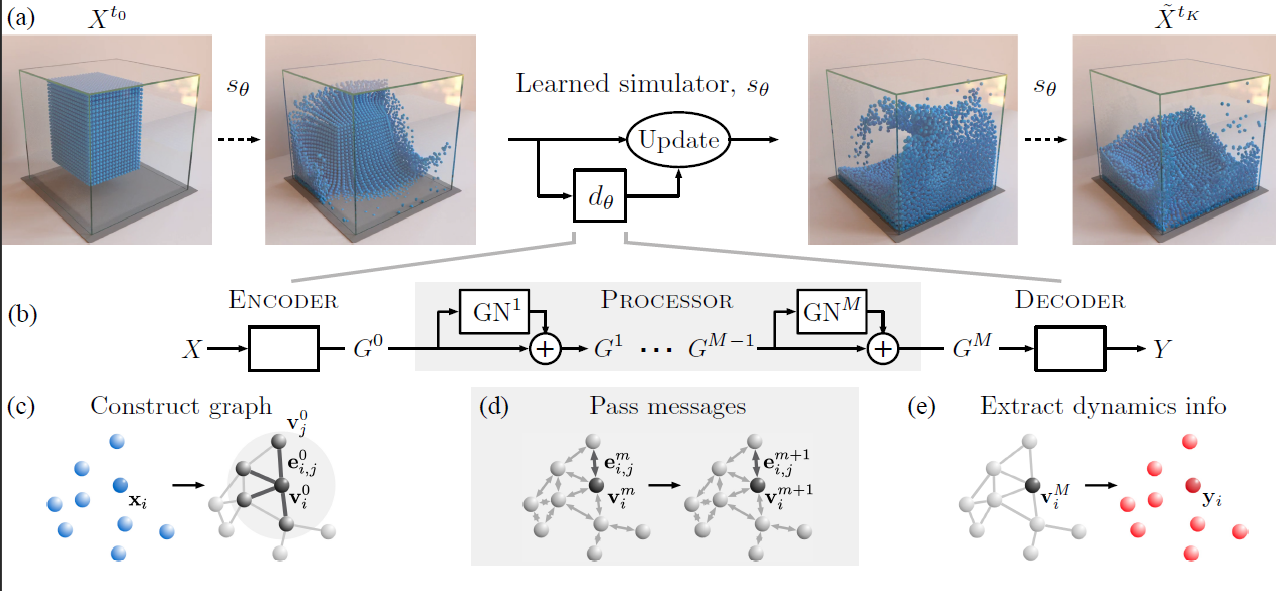 (a)
X^{t_0}
s_θ
Learned simulator, s_θ
Update
d_θ
X̃^{t_K}
s_θ
(b)
ENCODER
PROCESSOR
DECODER
X
G^0
GN^1
+
G^1
...
G^{M−1}
GN^M
+
G^M
Y
(c)
Construct graph
x_i
v_j^0
e_{i,j}^0
v_i^0
(d)
Pass messages
e_{i,j}^m
v_i^m
e_{i,j}^{m+1}
v_i^{m+1}
(e)
Extract dynamics info
v_i^M
y_i